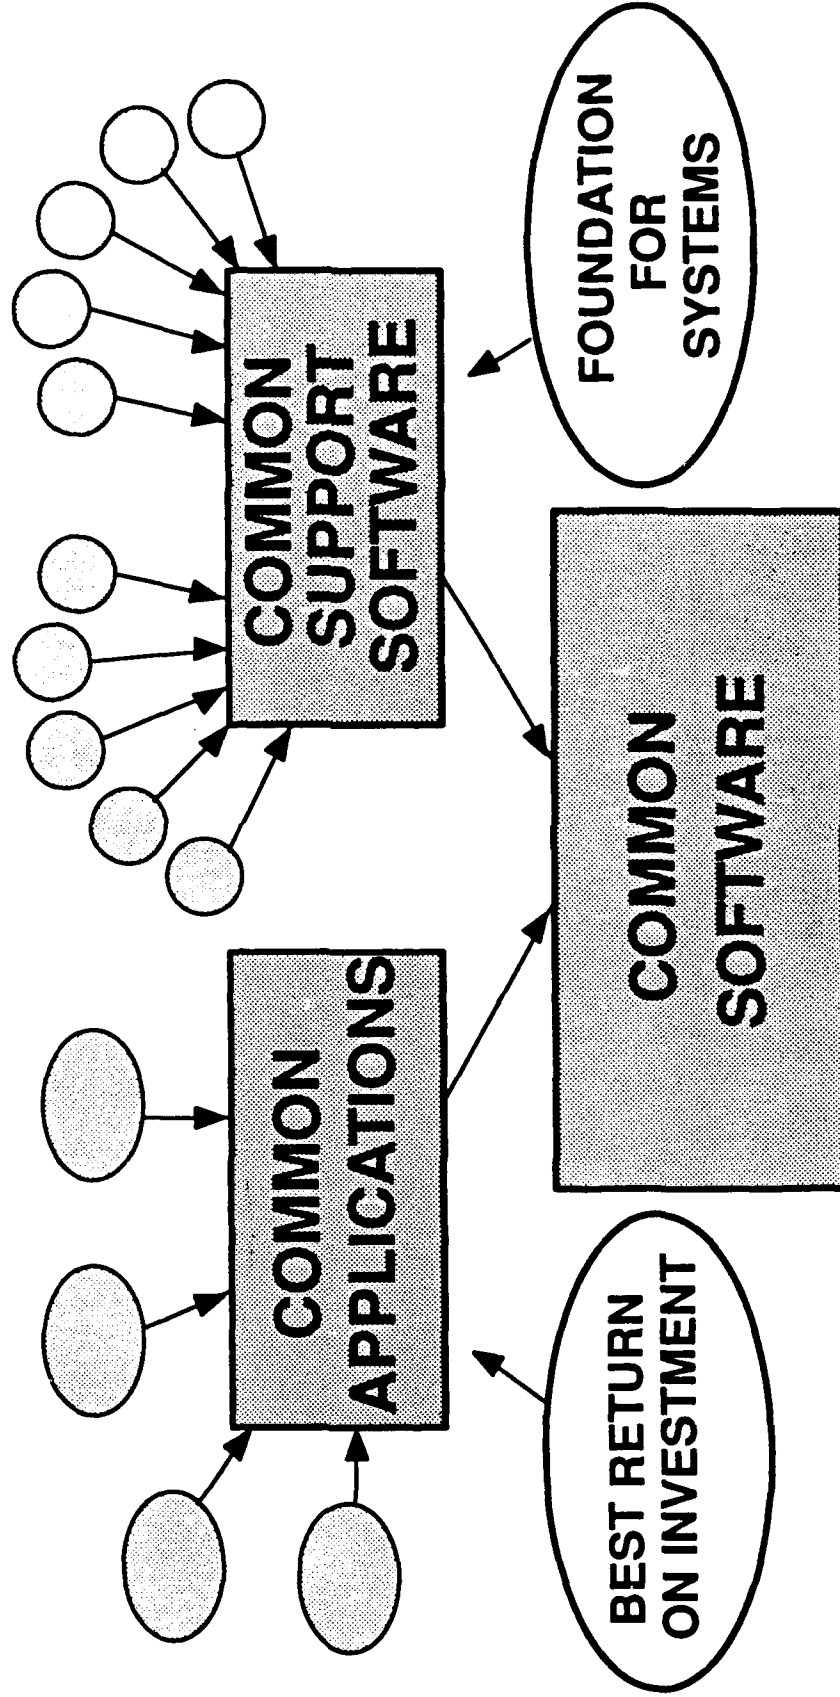 COMMON
APPLICATIONS
COMMON
SUPPORT
SOFTWARE
BEST RETURN
ON INVESTMENT
COMMON
SOFTWARE
FOUNDATION
FOR
SYSTEMS